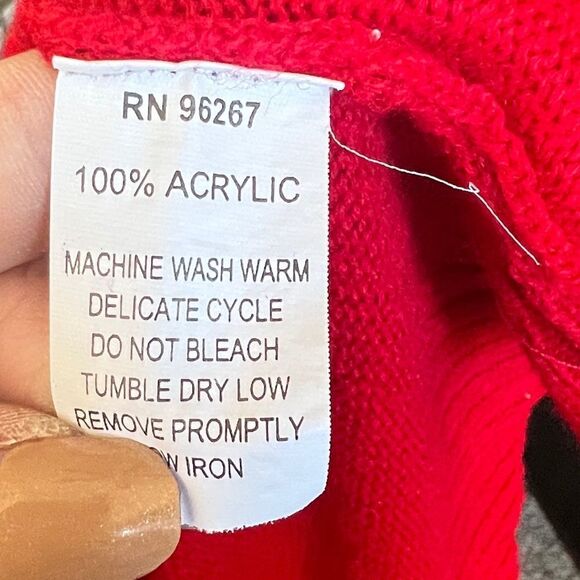 RN 96267
100% ACRYLIC
MACHINE WASH WARM
DELICATE CYCLE
DO NOT BLEACH
TUMBLE DRY LOW
REMOVE PROMPTLY
IRON